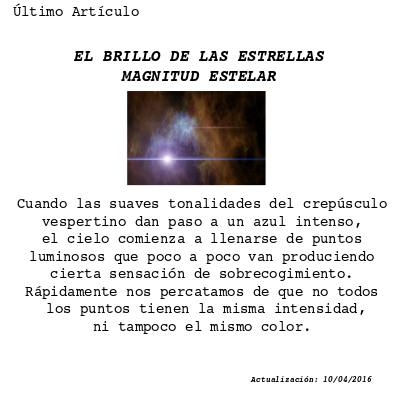 Último Artículo
EL BRILLO DE LAS ESTRELLAS
MAGNITUD ESTELAR
Cuando las suaves tonalidades del crepúsculo
vespertino dan paso a un azul intenso,
el cielo comienza a llenarse de puntos
luminosos que poco a poco van produciendo
cierta sensación de sobrecogimiento.
Rápidamente nos percatamos de que no todos
los puntos tienen la misma intensidad,
ni tampoco el mismo color.
Actualización: 10/04/2016